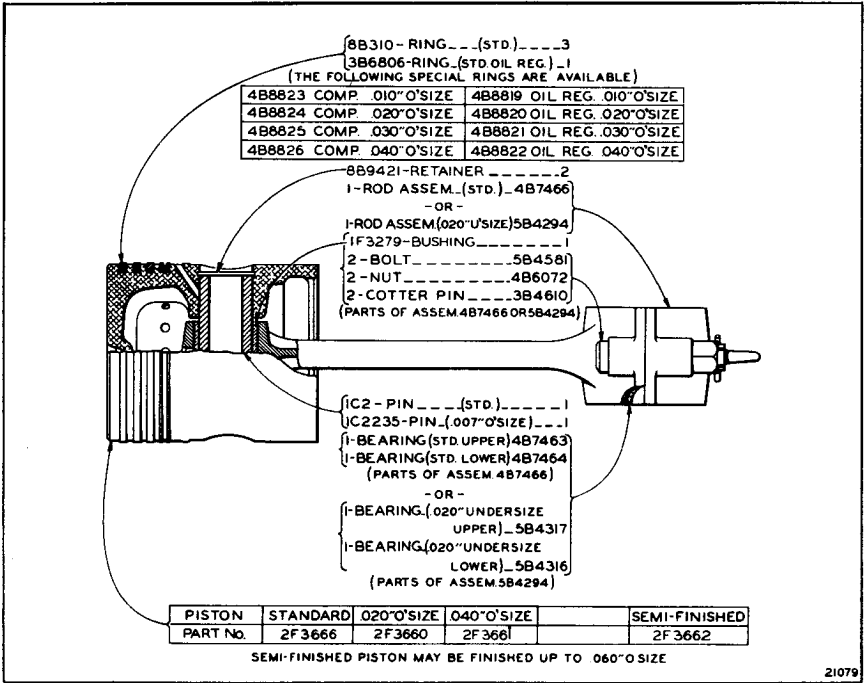 8B310-RING___(STD.)____3
3B6806-RING_(STD.OIL REG.)_1
(THE FOLLOWING SPECIAL RINGS ARE AVAILABLE)
4B8823 COMP. .010"O'SIZE 4B8819 OIL REG. .010"O'SIZE
4B8824 COMP. .020"O'SIZE 4B8820 OIL REG. .020"O'SIZE
4B8825 COMP. .030"O'SIZE 4B8821 OIL REG. .030"O'SIZE
4B8826 COMP. .040"O'SIZE 4B8822 OIL REG. .040"O'SIZE
8B9421-RETAINER ______2
1-ROD ASSEM._(STD.)_4B7466
-OR-
1-ROD ASSEM.(.020"U'SIZE)5B4294
1F3279-BUSHING_______1
2-BOLT________5B4581
2-NUT________4B6072
2-COTTER PIN___3B4610
(PARTS OF ASSEM.4B7466 OR 5B4294)
1C2-PIN____(STD.)____1
1C2235-PIN_(.007"O'SIZE)__1
1-BEARING(STD. UPPER)4B7463
1-BEARING(STD. LOWER)4B7464
(PARTS OF ASSEM.4B7466)
-OR-
1-BEARING_(.020"UNDERSIZE
UPPER)_5B4317
1-BEARING_(.020"UNDERSIZE
LOWER)_5B4316
(PARTS OF ASSEM.5B4294)
PISTON STANDARD .020"O'SIZE .040"O'SIZE SEMI-FINISHED
PART No. 2F3666 2F3660 2F3661 2F3662
SEMI-FINISHED PISTON MAY BE FINISHED UP TO .060"O'SIZE
21079